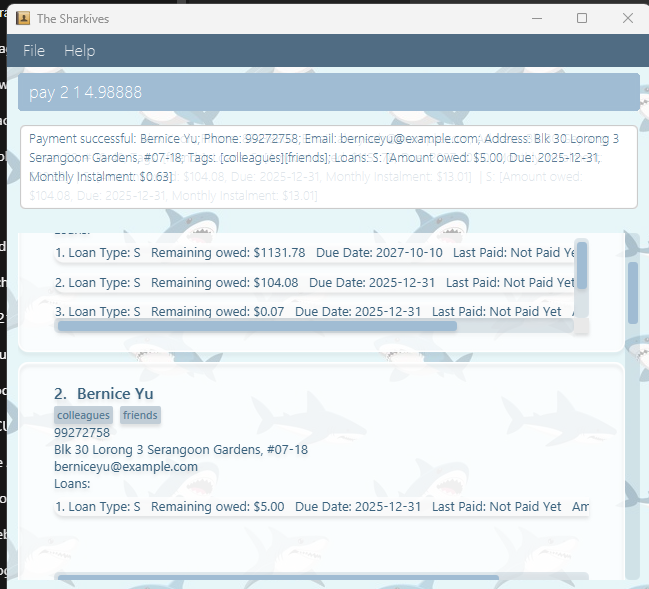 The Sharkives
File Help
pay 2 1 4.98888
Payment successful: Bernice Yu; Phone: 99272758; Email: berniceyu@example.com; Address: Blk 30 Lorong 3
Serangoon Gardens, #07-18; Tags: [colleagues][friends]; Loans: S: [Amount owed: $5.00, Due: 2025-12-31,
Monthly Instalment: $0.63]
$104.08, Due: 2025-12-31, Monthly Instalment: $13.01] | S: [Amount owed:
$104.08, Due: 2025-12-31, Monthly Instalment: $13.01]
1. Loan Type: S Remaining owed: $1131.78 Due Date: 2027-10-10 Last Paid: Not Paid Ye
2. Loan Type: S Remaining owed: $104.08 Due Date: 2025-12-31 Last Paid: Not Paid Yet
3. Loan Type: S Remaining owed: $0.07 Due Date: 2025-12-31 Last Paid: Not Paid Yet
2. Bernice Yu
colleagues friends
99272758
Blk 30 Lorong 3 Serangoon Gardens, #07-18
berniceyu@example.com
Loans:
1. Loan Type: S Remaining owed: $5.00 Due Date: 2025-12-31 Last Paid: Not Paid Yet Am